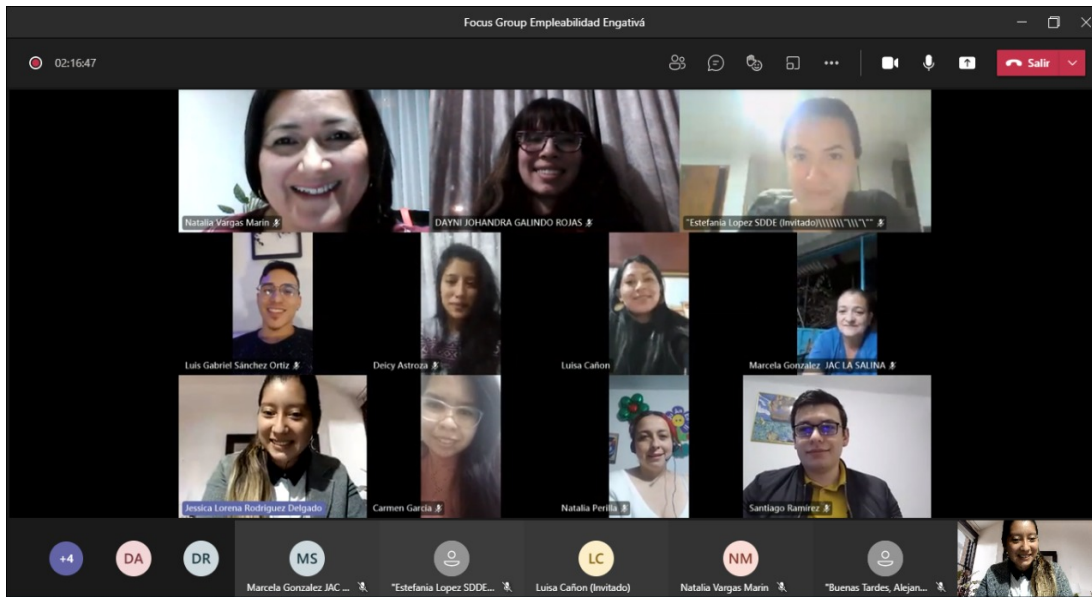 Focus Group Empleabilidad Engativá
02:16:47
Salir
Natalia Vargas Marin
DAYNI JOHANDRA GALINDO ROJAS
"Estefania Lopez SDDE (Invitado)\\\\\\\"\\\"\""
Luis Gabriel Sánchez Ortiz
Deicy Astroza
Luisa Cañon
Marcela Gonzalez JAC LA SALINA
Jessica Lorena Rodriguez Delgado
Carmen García
Natalia Perilla
Santiago Ramírez
+4
DA
DR
MS
LC
NM
Marcela Gonzalez JAC ...
"Estefania Lopez SDDE...
Luisa Cañon (Invitado)
Natalia Vargas Marin
"Buenas Tardes, Alejan...